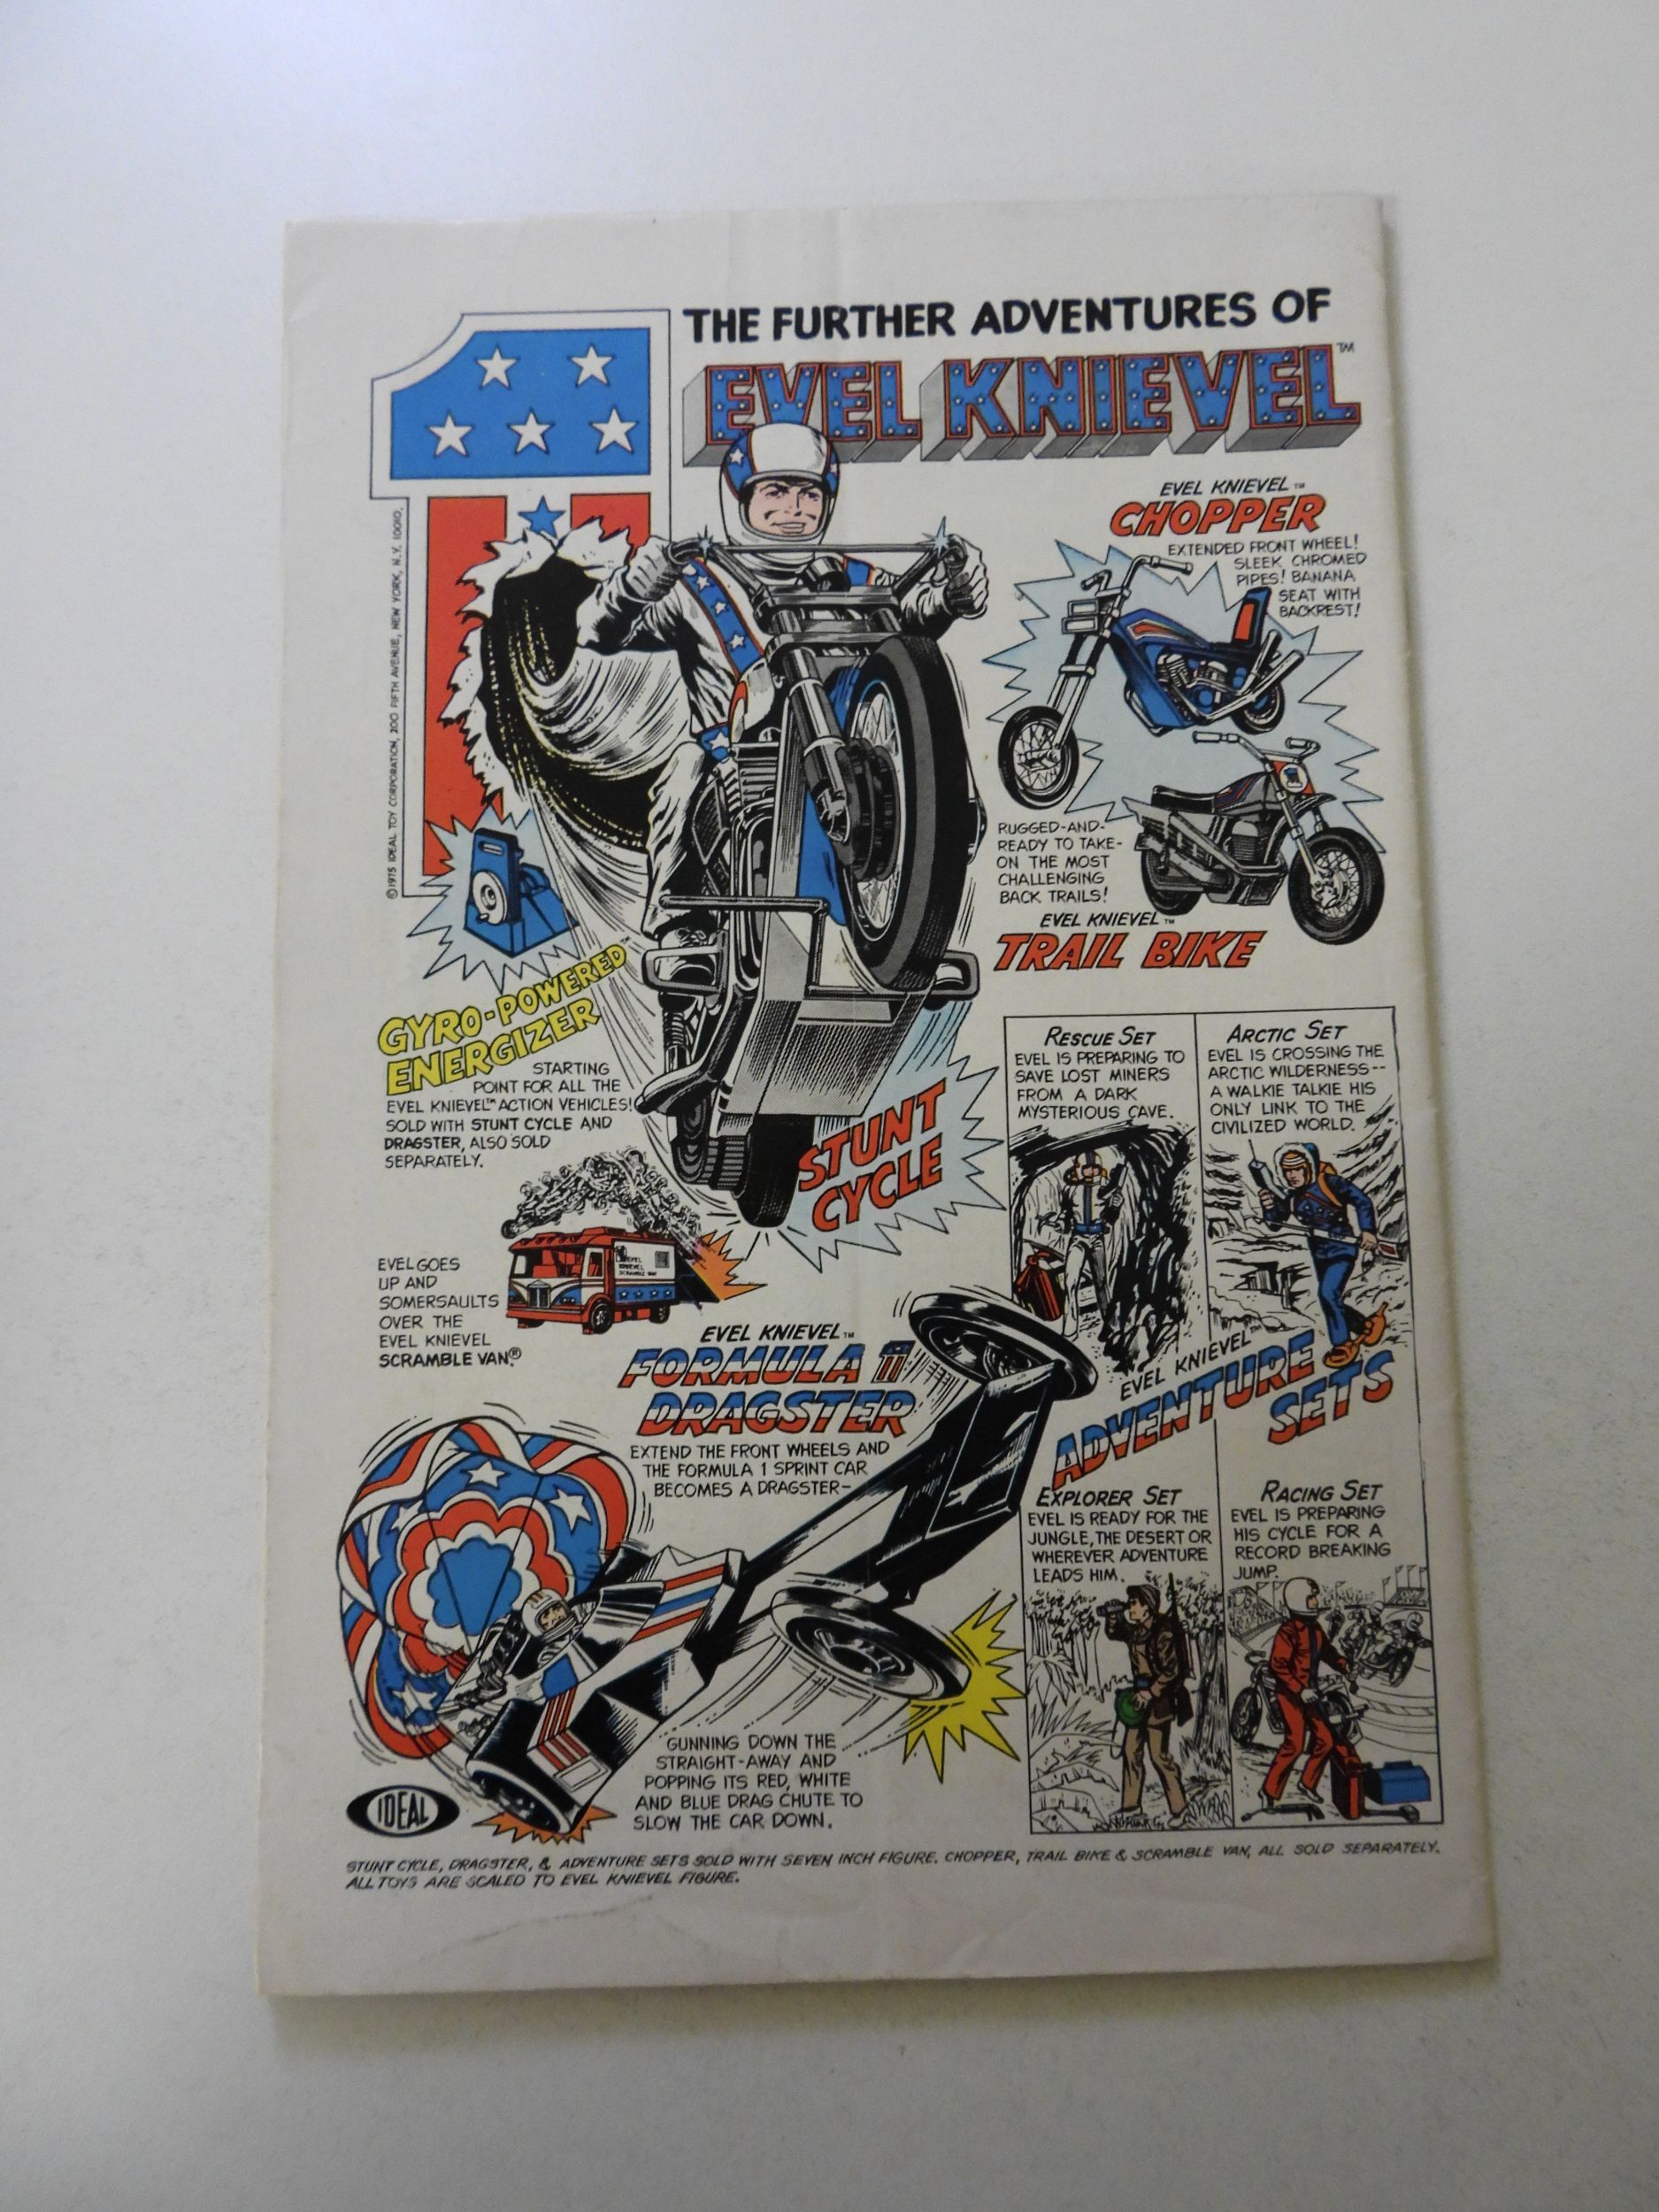 THE FURTHER ADVENTURES OF
EVEL KNIEVEL™
©1975 IDEAL TOY CORPORATION, 200 FIFTH AVENUE, NEW YORK, N.Y. 10010.
EVEL KNIEVEL™
CHOPPER
EXTENDED FRONT WHEEL!
SLEEK CHROMED
PIPES! BANANA
SEAT WITH
BACKREST!
RUGGED-AND-
READY TO TAKE-
ON THE MOST
CHALLENGING
BACK TRAILS!
EVEL KNIEVEL™
TRAIL BIKE
GYRO-POWERED™
ENERGIZER
STARTING
POINT FOR ALL THE
EVEL KNIEVEL™ ACTION VEHICLES!
SOLD WITH STUNT CYCLE AND
DRAGSTER, ALSO SOLD
SEPARATELY.
STUNT
CYCLE
EVEL GOES
UP AND
SOMERSAULTS
OVER THE
EVEL KNIEVEL
SCRAMBLE VAN.®
EVEL
KNIEVEL
SCRAMBLE VAN
EVEL KNIEVEL™
FORMULA 1
DRAGSTER
EXTEND THE FRONT WHEELS AND
THE FORMULA 1 SPRINT CAR
BECOMES A DRAGSTER-
GUNNING DOWN THE
STRAIGHT-AWAY AND
POPPING ITS RED, WHITE
AND BLUE DRAG CHUTE TO
SLOW THE CAR DOWN.
RESCUE SET
EVEL IS PREPARING TO
SAVE LOST MINERS
FROM A DARK
MYSTERIOUS CAVE.
ARCTIC SET
EVEL IS CROSSING THE
ARCTIC WILDERNESS--
A WALKIE TALKIE HIS
ONLY LINK TO THE
CIVILIZED WORLD.
EVEL KNIEVEL™
ADVENTURE
SETS
EXPLORER SET
EVEL IS READY FOR THE
JUNGLE, THE DESERT OR
WHEREVER ADVENTURE
LEADS HIM.
RACING SET
EVEL IS PREPARING
HIS CYCLE FOR A
RECORD BREAKING
JUMP.
IDEAL
STUNT CYCLE, DRAGSTER, & ADVENTURE SETS SOLD WITH SEVEN INCH FIGURE. CHOPPER, TRAIL BIKE & SCRAMBLE VAN, ALL SOLD SEPARATELY.
ALL TOYS ARE SCALED TO EVEL KNIEVEL FIGURE.